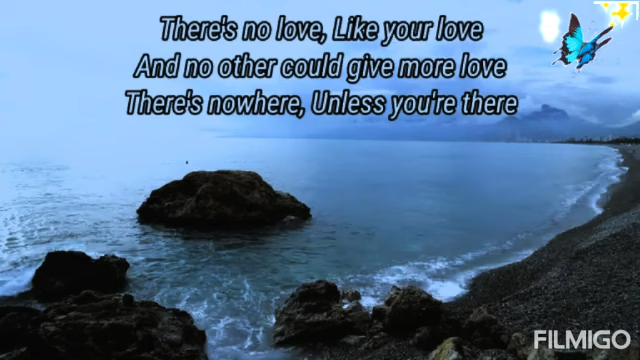 There's no love, Like your love
And no other could give more love
There's nowhere, Unless you're there
FILMIGO